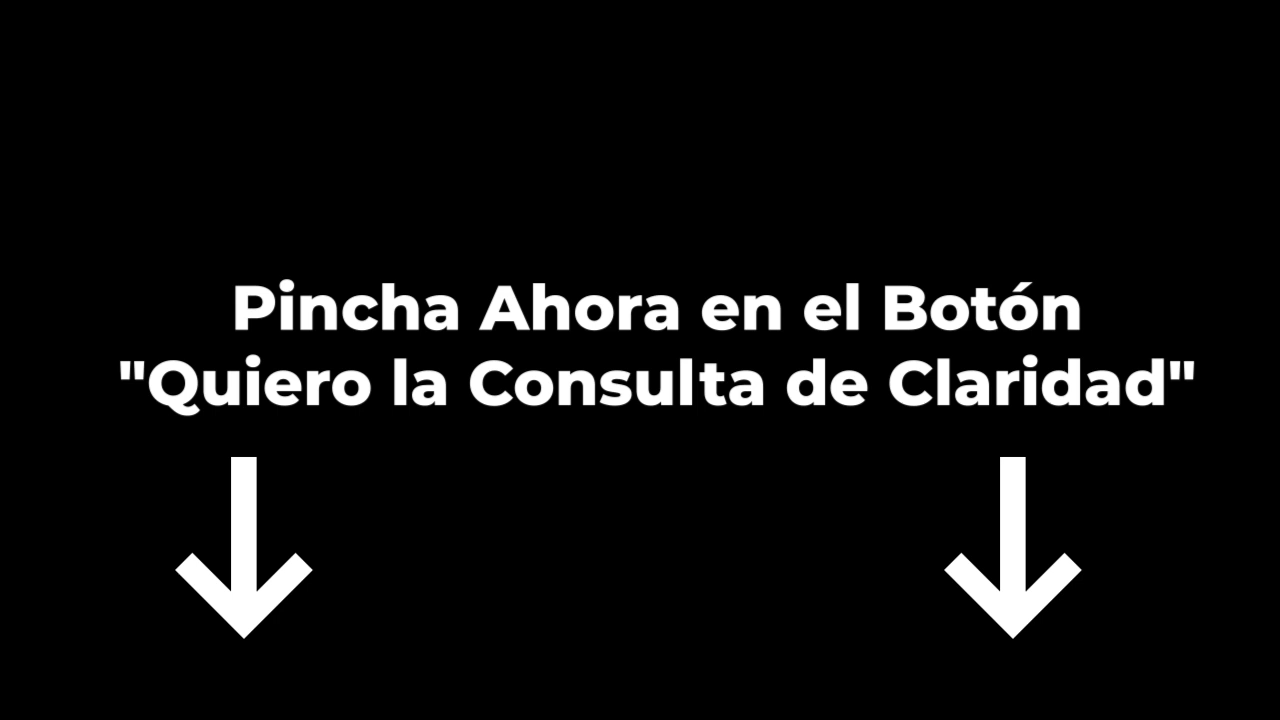 Pincha Ahora en el Botón
"Quiero la Consulta de Claridad"